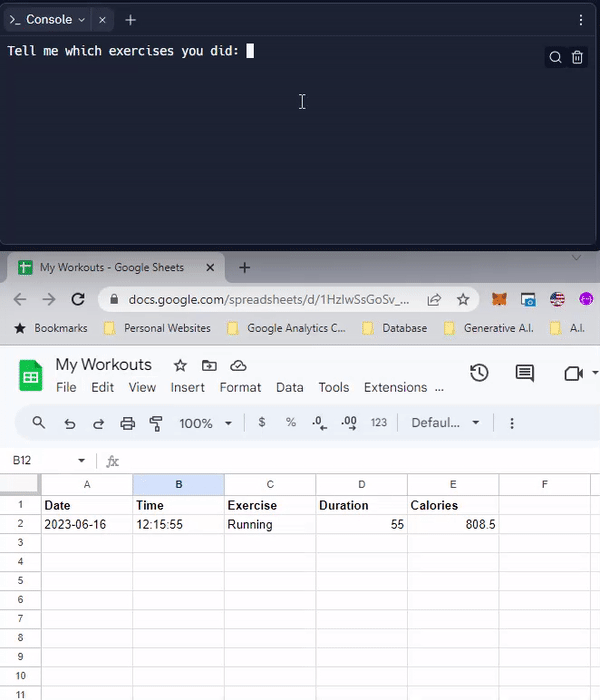 Console
Tell me which exercises you did:
My Workouts - Google Sheets
docs.google.com/spreadsheets/d/1HzlwSsGoSv_...
Bookmarks Personal Websites Google Analytics C... Database Generative A.I. A.I.
My Workouts
File Edit View Insert Format Data Tools Extensions ...
100% $ % .0 .00 123 Defaul...
B12 fx
A B C D E F
1 Date Time Exercise Duration Calories
2 2023-06-16 12:15:55 Running 55 808.5
3
4
5
6
7
8
9
10
11